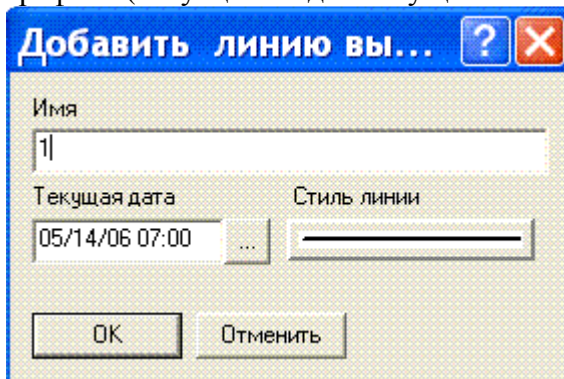 Добавить линию вы...
Имя
1
Текущая дата Стиль линии
05/14/06 07:00 ...
OK Отменить